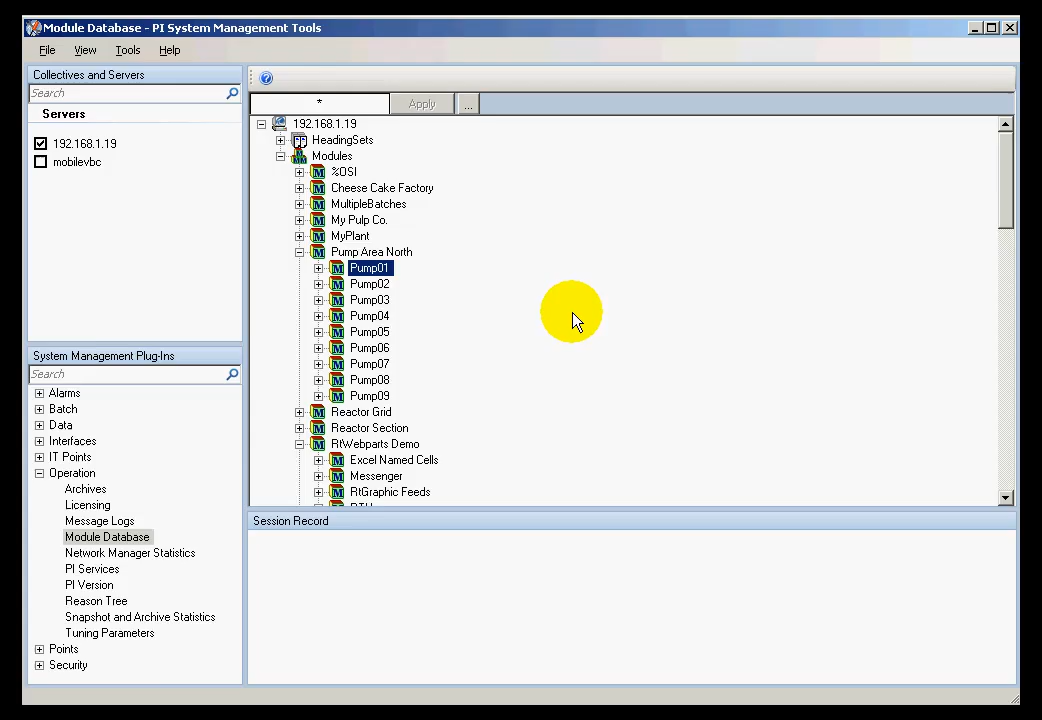 Module Database - PI System Management Tools
File View Tools Help
Collectives and Servers
Search
Servers
192.168.1.19
mobilevbc
System Management Plug-Ins
Search
Alarms
Batch
Data
Interfaces
IT Points
Operation
Archives
Licensing
Message Logs
Module Database
Network Manager Statistics
PI Services
PI Version
Reason Tree
Snapshot and Archive Statistics
Tuning Parameters
Points
Security
* Apply ...
192.168.1.19
HeadingSets
Modules
%OSI
Cheese Cake Factory
MultipleBatches
My Pulp Co.
MyPlant
Pump Area North
Pump01
Pump02
Pump03
Pump04
Pump05
Pump06
Pump07
Pump08
Pump09
Reactor Grid
Reactor Section
RtWebparts Demo
Excel Named Cells
Messenger
RtGraphic Feeds
Session Record